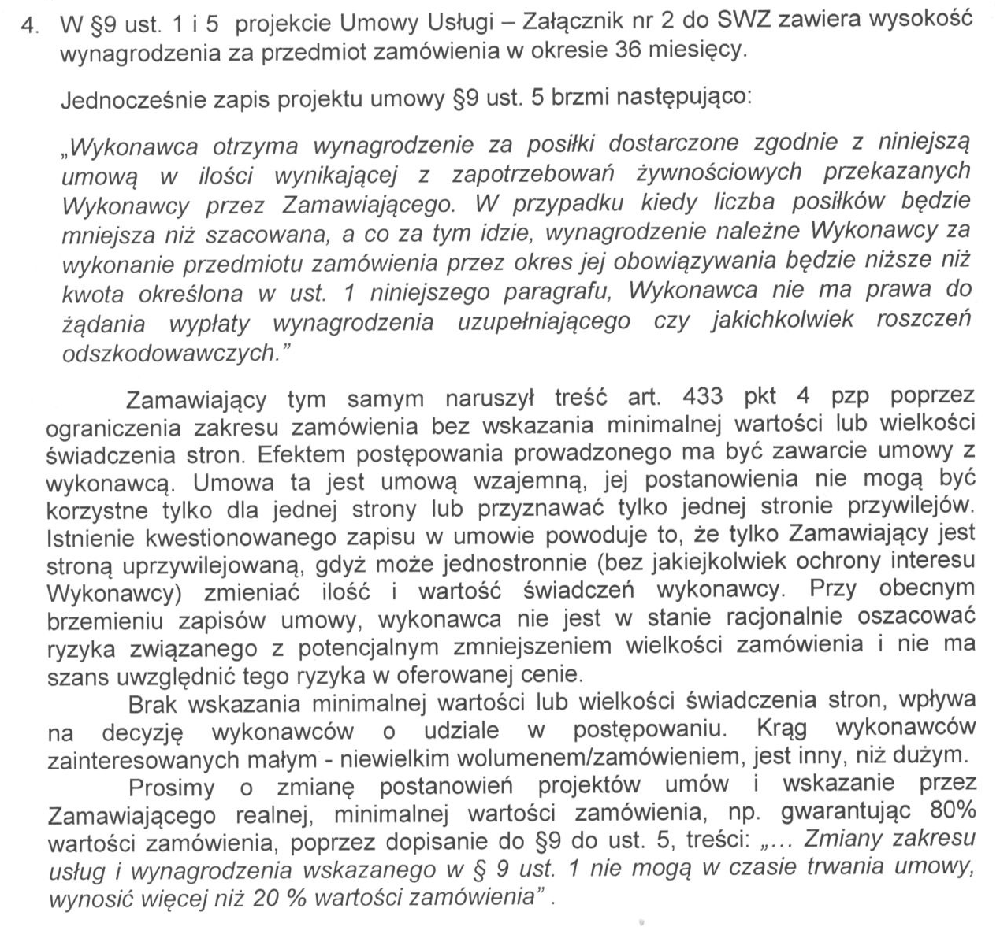 4. W §9 ust. 1 i 5 projekcie Umowy Usługi – Załącznik nr 2 do SWZ zawiera wysokość
wynagrodzenia za przedmiot zamówienia w okresie 36 miesięcy.
Jednocześnie zapis projektu umowy §9 ust. 5 brzmi następująco:
„Wykonawca otrzyma wynagrodzenie za posiłki dostarczone zgodnie z niniejszą
umową w ilości wynikającej z zapotrzebowań żywnościowych przekazanych
Wykonawcy przez Zamawiającego. W przypadku kiedy liczba posiłków będzie
mniejsza niż szacowana, a co za tym idzie, wynagrodzenie należne Wykonawcy za
wykonanie przedmiotu zamówienia przez okres jej obowiązywania będzie niższe niż
kwota określona w ust. 1 niniejszego paragrafu, Wykonawca nie ma prawa do
żądania wypłaty wynagrodzenia uzupełniającego czy jakichkolwiek roszczeń
odszkodowawczych.”
Zamawiający tym samym naruszył treść art. 433 pkt 4 pzp poprzez
ograniczenia zakresu zamówienia bez wskazania minimalnej wartości lub wielkości
świadczenia stron. Efektem postępowania prowadzonego ma być zawarcie umowy z
wykonawcą. Umowa ta jest umową wzajemną, jej postanowienia nie mogą być
korzystne tylko dla jednej strony lub przyznawać tylko jednej stronie przywilejów.
Istnienie kwestionowanego zapisu w umowie powoduje to, że tylko Zamawiający jest
stroną uprzywilejowaną, gdyż może jednostronnie (bez jakiejkolwiek ochrony interesu
Wykonawcy) zmieniać ilość i wartość świadczeń wykonawcy. Przy obecnym
brzemieniu zapisów umowy, wykonawca nie jest w stanie racjonalnie oszacować
ryzyka związanego z potencjalnym zmniejszeniem wielkości zamówienia i nie ma
szans uwzględnić tego ryzyka w oferowanej cenie.
Brak wskazania minimalnej wartości lub wielkości świadczenia stron, wpływa
na decyzję wykonawców o udziale w postępowaniu. Krąg wykonawców
zainteresowanych małym - niewielkim wolumenem/zamówieniem, jest inny, niż dużym.
Prosimy o zmianę postanowień projektów umów i wskazanie przez
Zamawiającego realnej, minimalnej wartości zamówienia, np. gwarantując 80%
wartości zamówienia, poprzez dopisanie do §9 do ust. 5, treści: „... Zmiany zakresu
usług i wynagrodzenia wskazanego w § 9 ust. 1 nie mogą w czasie trwania umowy,
wynosić więcej niż 20 % wartości zamówienia” .